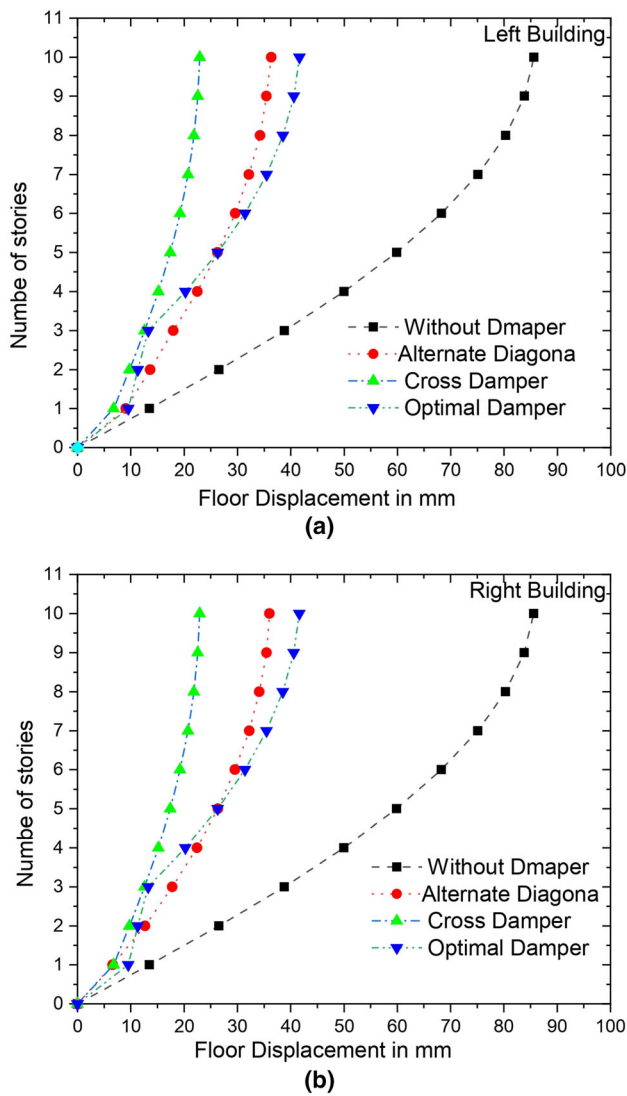 Left Building
10
9
8
7
6
5
4
3
2
1
0
Numbe of stories
Without Dmaper
Alternate Diagona
Cross Damper
Optimal Damper
0 10 20 30 40 50 60 70 80 90 100
Floor Displacement in mm
(a)
Right Building
10
9
8
7
6
5
4
3
2
1
0
Numbe of stories
Without Dmaper
Alternate Diagona
Cross Damper
Optimal Damper
0 10 20 30 40 50 60 70 80 90 100
Floor Displacement in mm
(b)